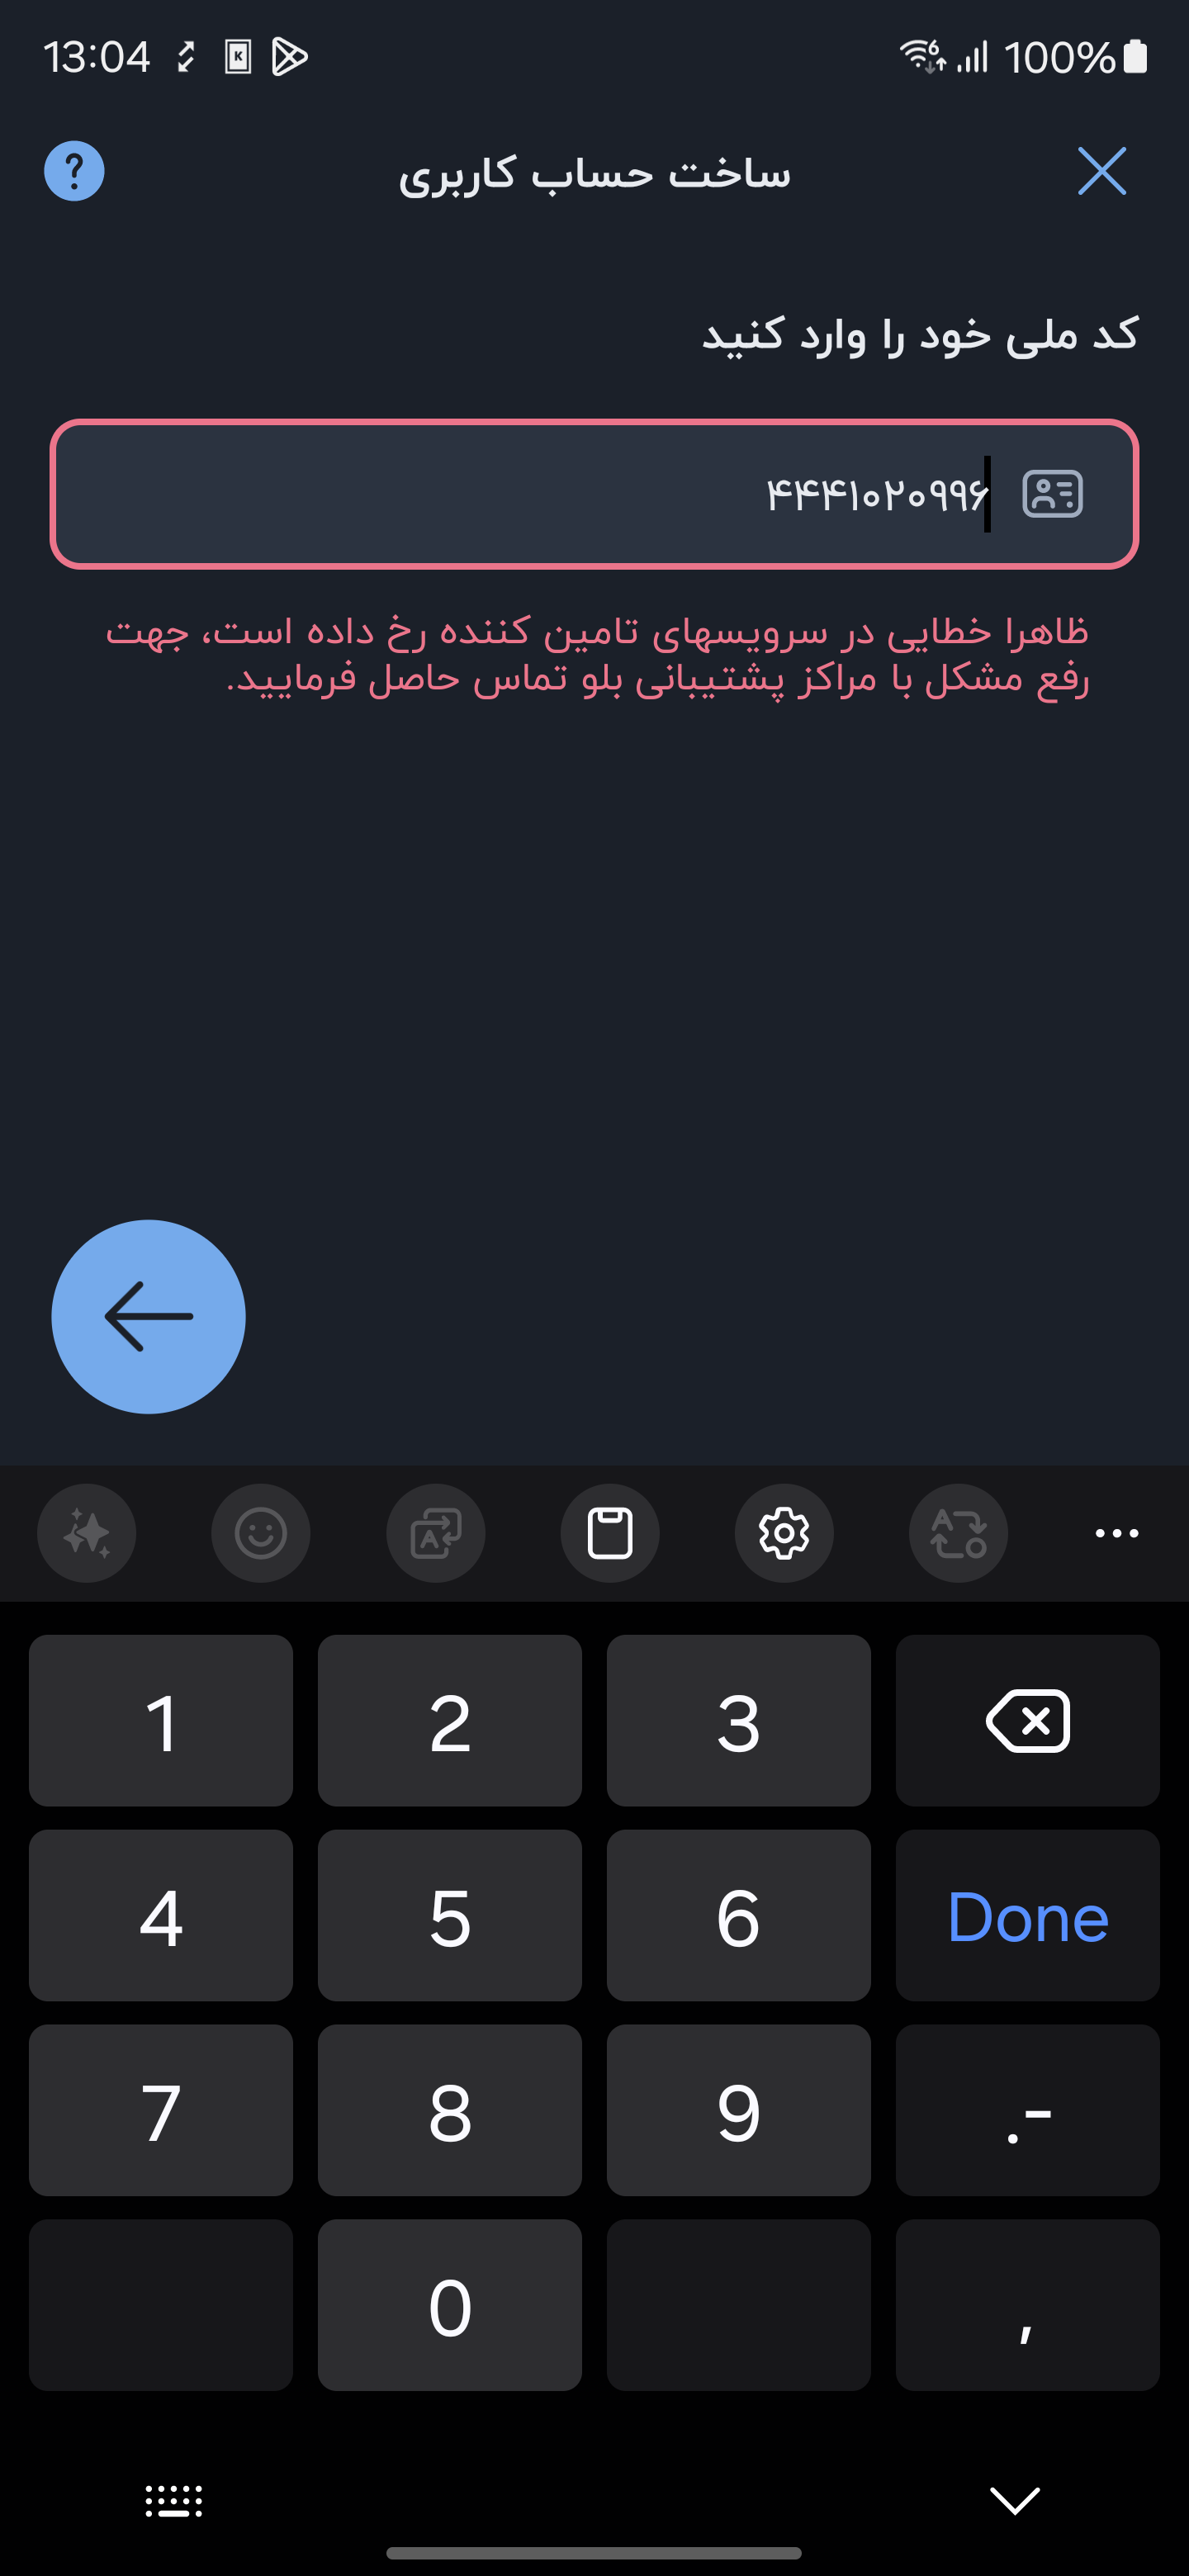 13:04
6 100%
ساخت حساب کاربری
کد ملی خود را وارد کنید
۴۴۴۱۰۲۰۹۹۶
ظاهرا خطایی در سرویسهای تامین کننده رخ داده است، جهت
رفع مشکل با مراکز پشتیبانی بلو تماس حاصل فرمایید.
1 2 3
4 5 6 Done
7 8 9 .-
0 ,